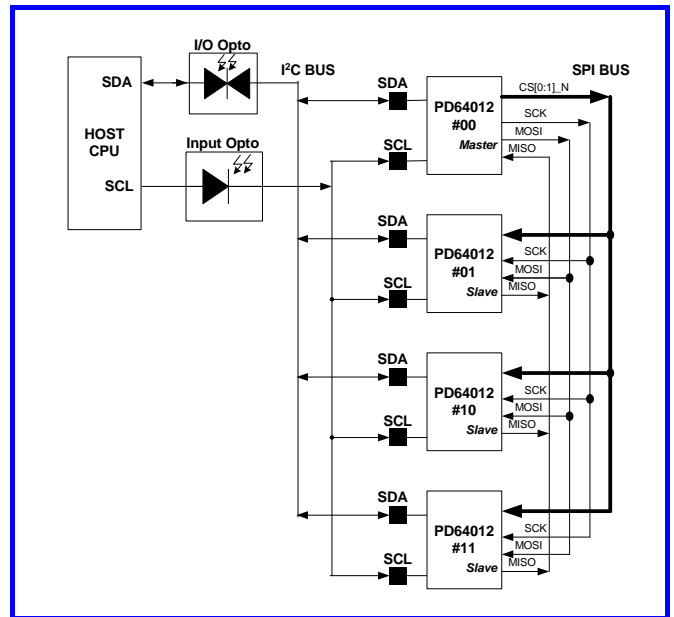 I/O Opto
I²C BUS
SPI BUS
SDA
HOST
CPU
SCL
Input Opto
SDA
SCL
PD64012
#00
Master
CS[0:1]_N
SCK
MOSI
MISO
SDA
SCL
PD64012
#01
Slave
SCK
MOSI
MISO
SDA
SCL
PD64012
#10
Slave
SCK
MOSI
MISO
SDA
SCL
PD64012
#11
Slave
SCK
MOSI
MISO